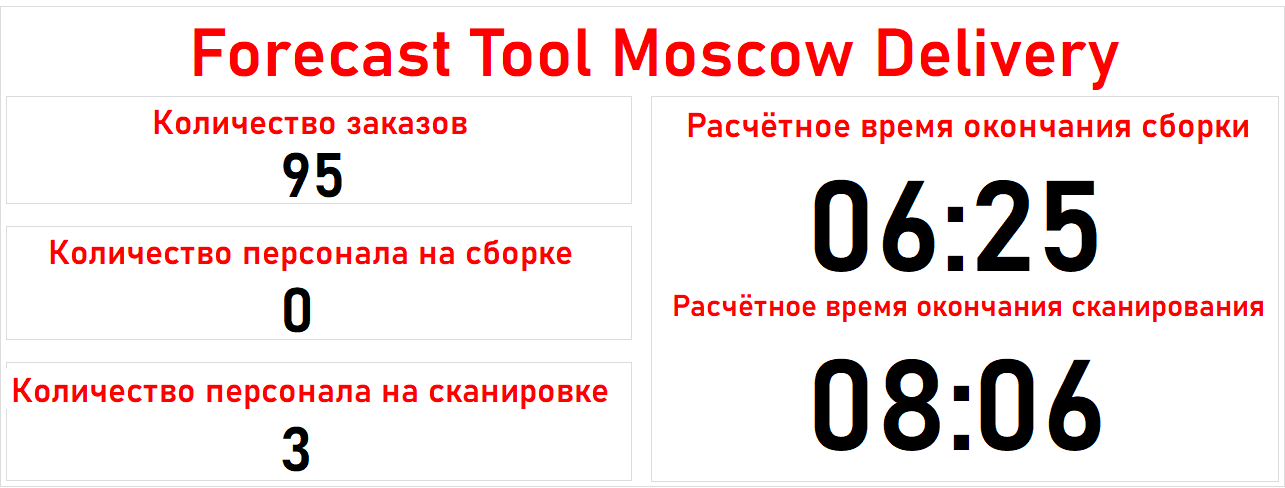 Forecast Tool Moscow Delivery
Количество заказов
95
Количество персонала на сборке
0
Количество персонала на сканировке
3
Расчётное время окончания сборки
06:25
Расчётное время окончания сканирования
08:06